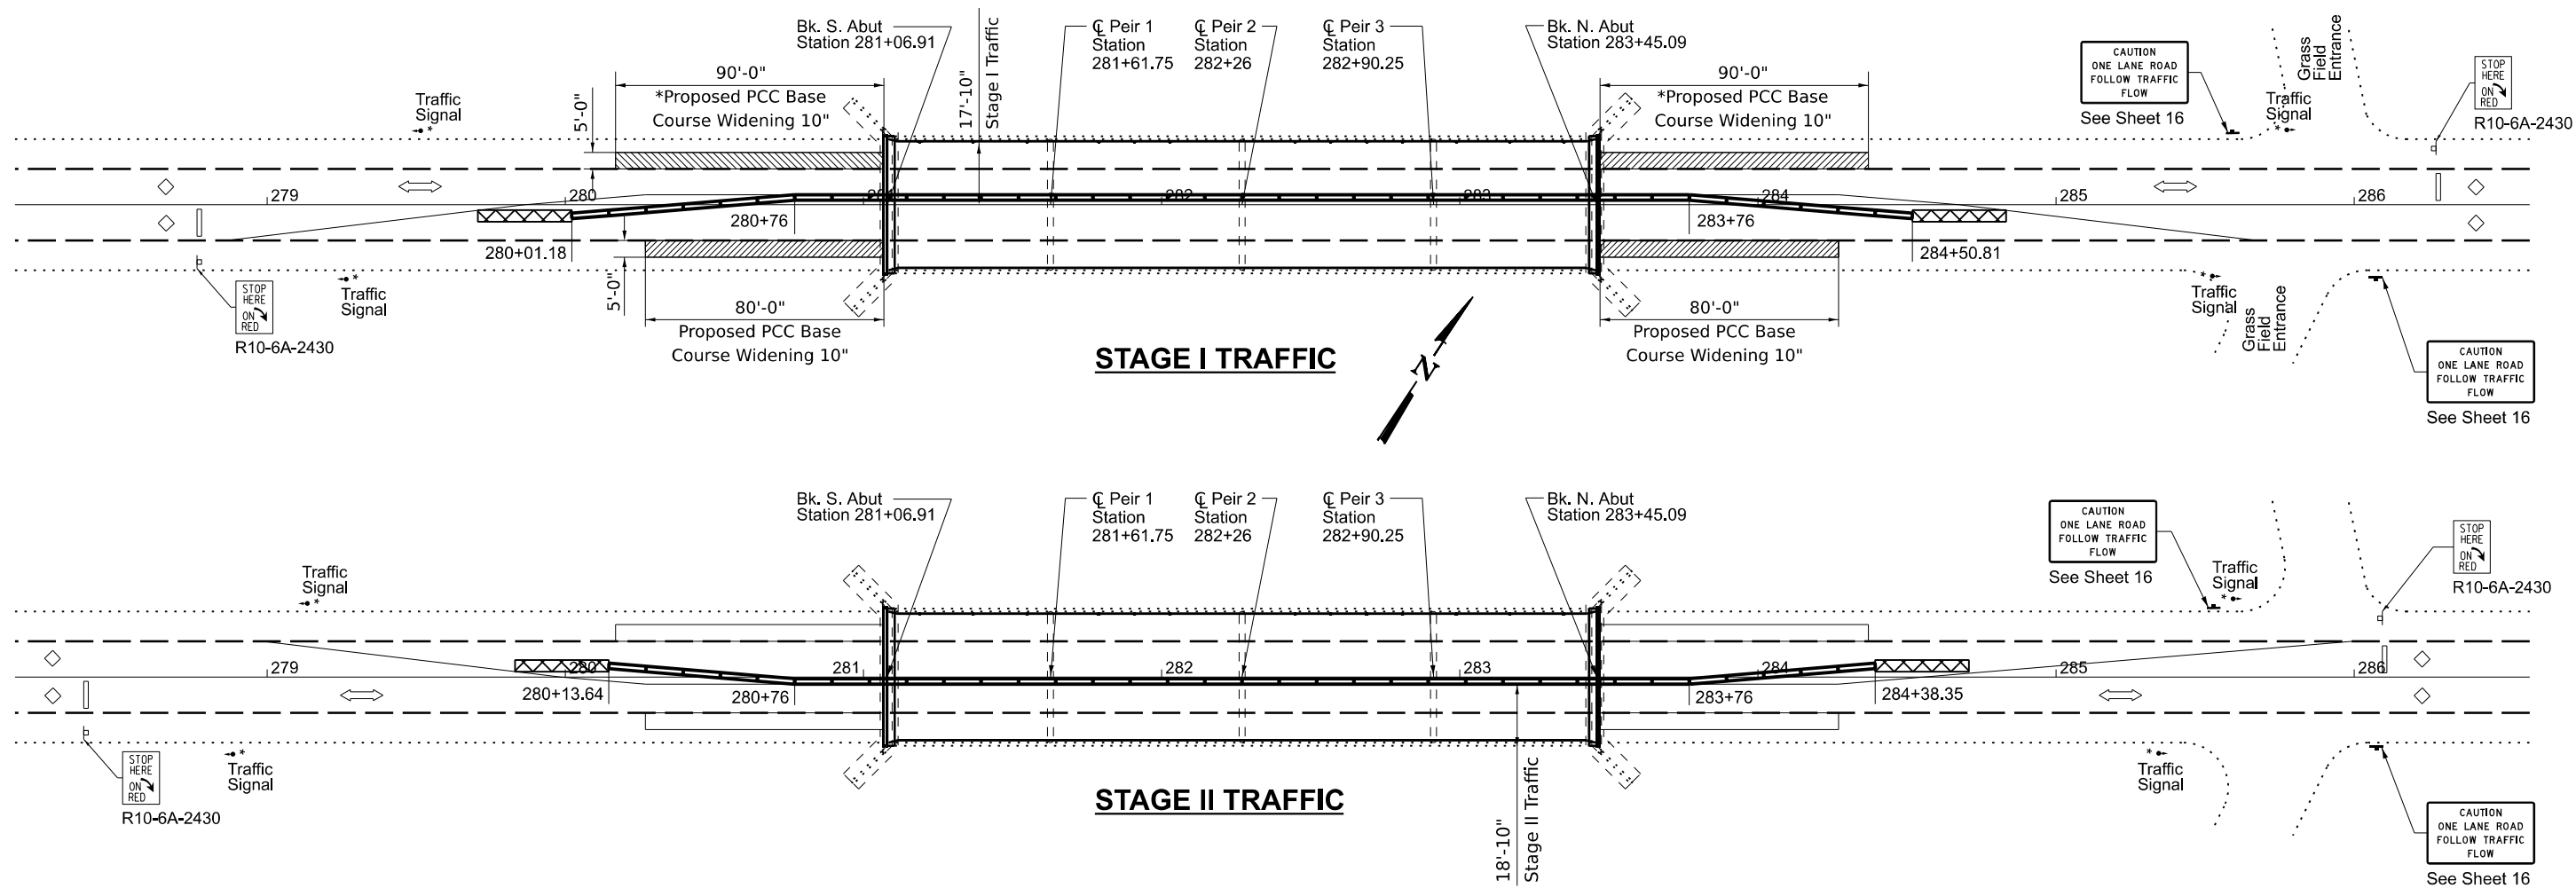 Bk. S. Abut
Station 281+06.91
17'-10"
Stage I Traffic
℄ Peir 1
Station
281+61.75
℄ Peir 2
Station
282+26
℄ Peir 3
Station
282+90.25
Bk. N. Abut
Station 283+45.09
90'-0"
*Proposed PCC Base
Course Widening 10"
5'-0"
Traffic
Signal
*
90'-0"
*Proposed PCC Base
Course Widening 10"
CAUTION
ONE LANE ROAD
FOLLOW TRAFFIC
FLOW
See Sheet 16
Grass
Field
Entrance
Traffic
Signal
*
STOP
HERE
ON
RED
R10-6A-2430
279
280
281
282
283
284
285
286
280+01.18
280+76
283+76
284+50.81
STOP
HERE
ON
RED
R10-6A-2430
*
Traffic
Signal
5'-0"
80'-0"
Proposed PCC Base
Course Widening 10"
STAGE I TRAFFIC
N
80'-0"
Proposed PCC Base
Course Widening 10"
*
Traffic
Signal
Grass
Field
Entrance
CAUTION
ONE LANE ROAD
FOLLOW TRAFFIC
FLOW
See Sheet 16
Bk. S. Abut
Station 281+06.91
℄ Peir 1
Station
281+61.75
℄ Peir 2
Station
282+26
℄ Peir 3
Station
282+90.25
Bk. N. Abut
Station 283+45.09
CAUTION
ONE LANE ROAD
FOLLOW TRAFFIC
FLOW
See Sheet 16
Traffic
Signal
*
STOP
HERE
ON
RED
R10-6A-2430
Traffic
Signal
*
279
280
281
282
283
284
285
286
280+13.64
280+76
283+76
284+38.35
STOP
HERE
ON
RED
R10-6A-2430
*
Traffic
Signal
STAGE II TRAFFIC
18'-10"
Stage II Traffic
*
Traffic
Signal
CAUTION
ONE LANE ROAD
FOLLOW TRAFFIC
FLOW
See Sheet 16